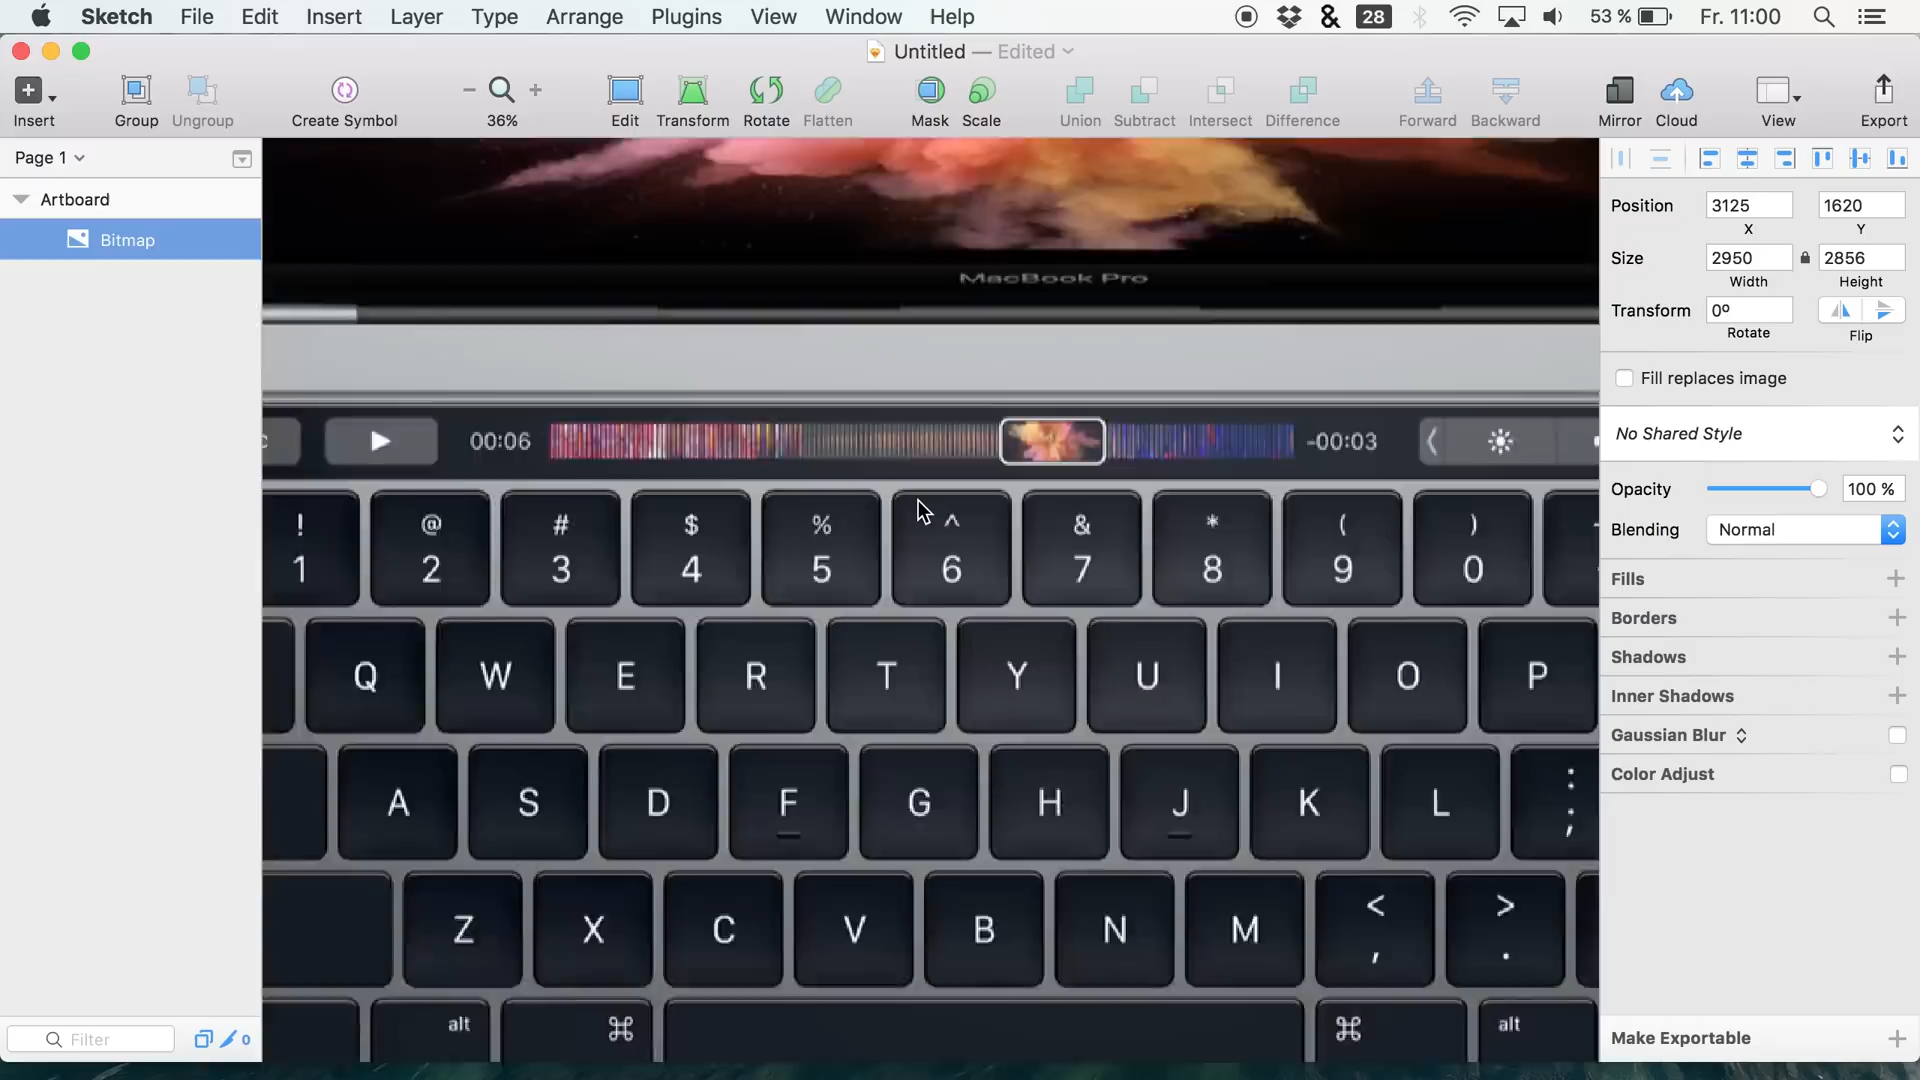 Sketch File Edit Insert Layer Type Arrange Plugins View Window Help 28 53 % Fr. 11:00
Untitled — Edited
Insert Group Ungroup Create Symbol 36% Edit Transform Rotate Flatten Mask Scale Union Subtract Intersect Difference Forward Backward Mirror Cloud View Export
Page 1
Artboard
Bitmap
Filter 0
MacBook Pro
00:06 -00:03
! @ # $ % ^ & * ( )
1 2 3 4 5 6 7 8 9 0
Q W E R T Y U I O P
A S D F G H J K L : ;
Z X C V B N M < , > .
alt ⌘ ⌘ alt
Position 3125 1620
X Y
Size 2950 2856
Width Height
Transform 0º
Rotate Flip
Fill replaces image
No Shared Style
Opacity 100 %
Blending Normal
Fills
Borders
Shadows
Inner Shadows
Gaussian Blur
Color Adjust
Make Exportable